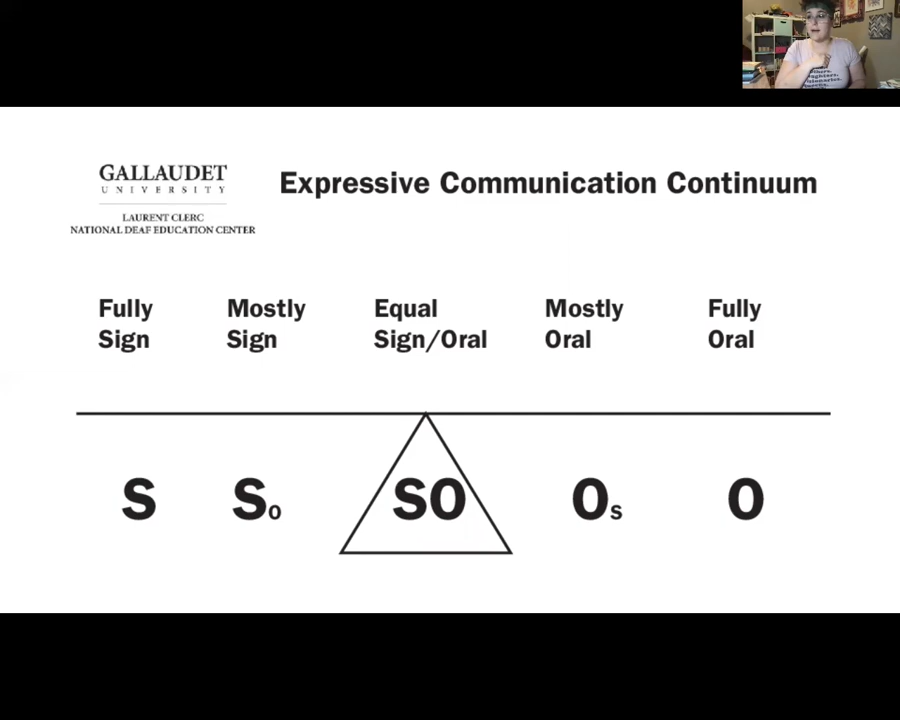 GALLAUDET
UNIVERSITY
LAURENT CLERC
NATIONAL DEAF EDUCATION CENTER
Expressive Communication Continuum
Fully
Sign
Mostly
Sign
Equal
Sign/Oral
Mostly
Oral
Fully
Oral
S
So
SO
Os
O